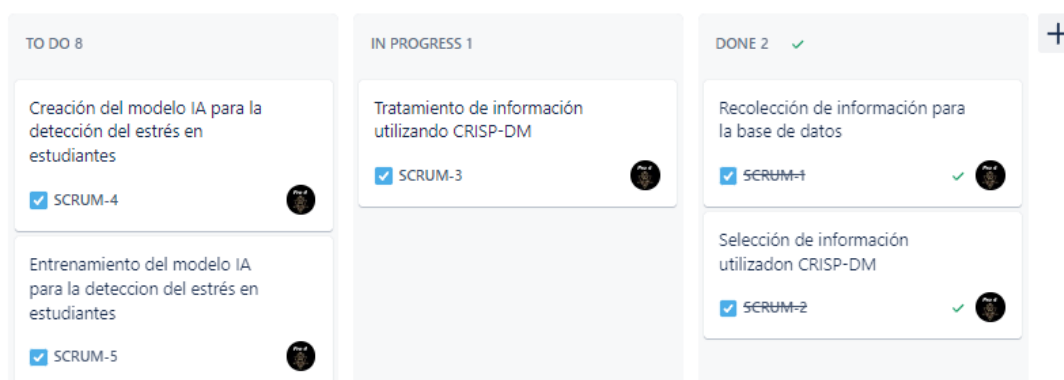 TO DO 8
Creación del modelo IA para la
detección del estrés en
estudiantes
SCRUM-4
Entrenamiento del modelo IA
para la deteccion del estrés en
estudiantes
SCRUM-5
IN PROGRESS 1
Tratamiento de información
utilizando CRISP-DM
SCRUM-3
DONE 2
Recolección de información para
la base de datos
SCRUM-1
Selección de información
utilizadon CRISP-DM
SCRUM-2